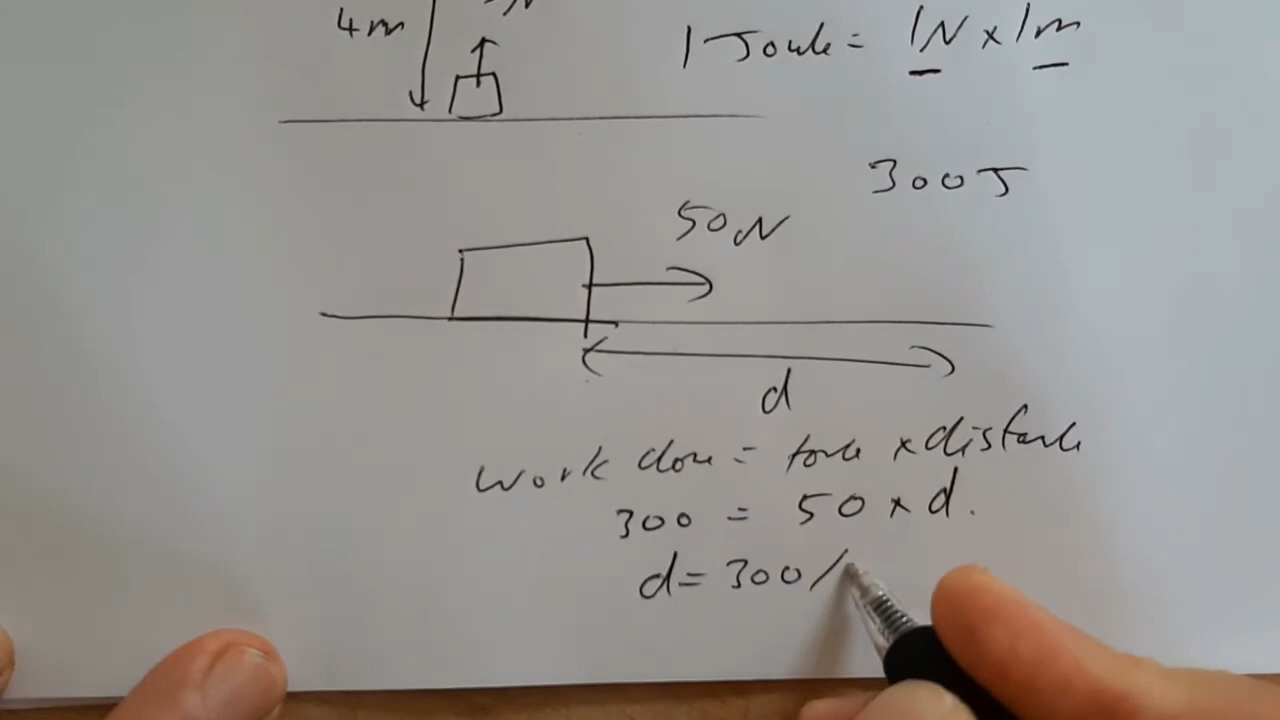 4m N
1 Joule = 1N x 1m
300J
50N
d
Work done = force x distance
300 = 50 x d.
d = 300/